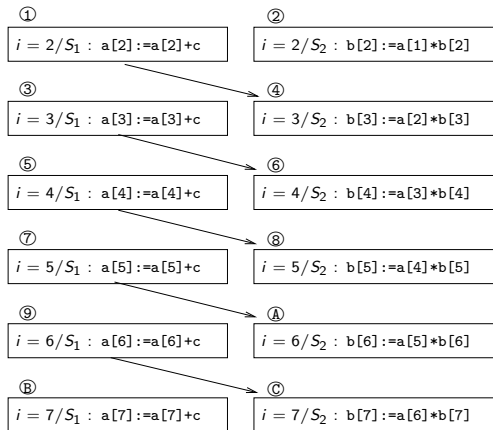 ① ②
i = 2/S₁ : a[2]:=a[2]+c i = 2/S₂ : b[2]:=a[1]*b[2]
③ ④
i = 3/S₁ : a[3]:=a[3]+c i = 3/S₂ : b[3]:=a[2]*b[3]
⑤ ⑥
i = 4/S₁ : a[4]:=a[4]+c i = 4/S₂ : b[4]:=a[3]*b[4]
⑦ ⑧
i = 5/S₁ : a[5]:=a[5]+c i = 5/S₂ : b[5]:=a[4]*b[5]
⑨ Ⓐ
i = 6/S₁ : a[6]:=a[6]+c i = 6/S₂ : b[6]:=a[5]*b[6]
Ⓑ Ⓒ
i = 7/S₁ : a[7]:=a[7]+c i = 7/S₂ : b[7]:=a[6]*b[7]